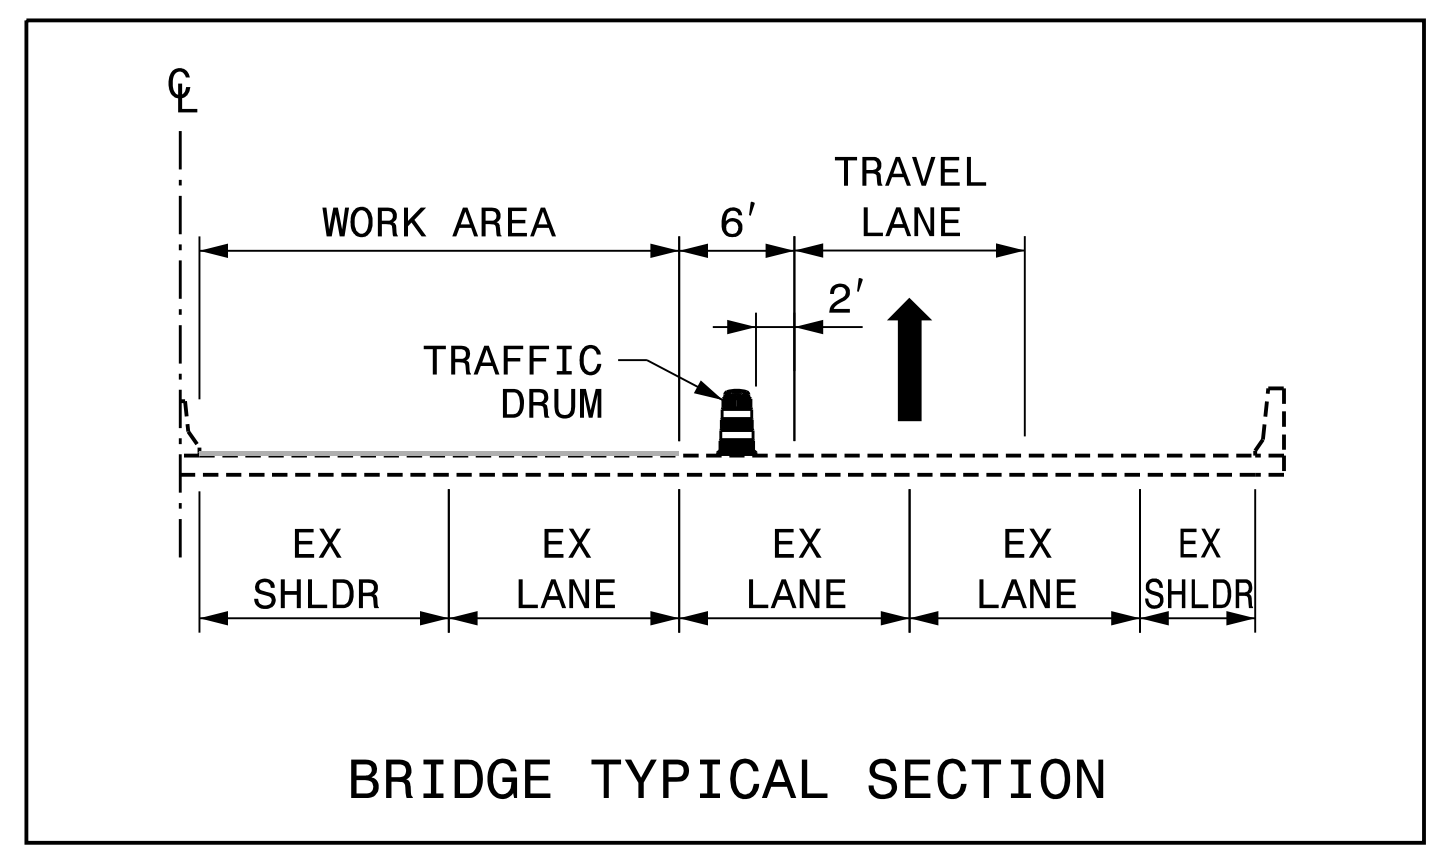 ℄
TRAVEL
WORK AREA 6' LANE
2'
TRAFFIC
DRUM
EX EX EX EX EX
SHLDR LANE LANE LANE SHLDR
BRIDGE TYPICAL SECTION